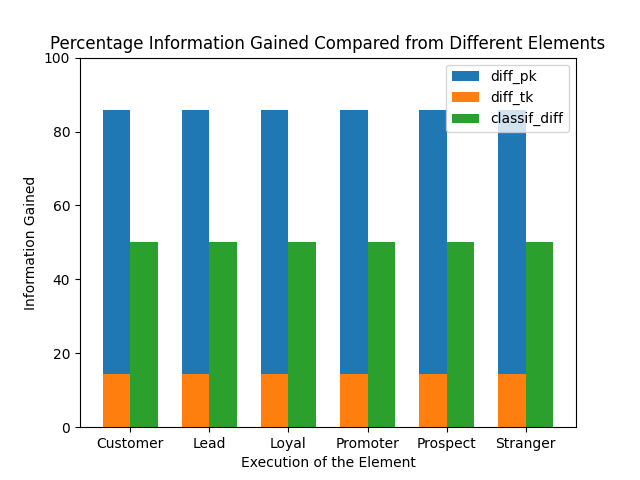 Percentage Information Gained Compared from Different Elements
100
80
60
40
20
0
Information Gained
diff_pk
diff_tk
classif_diff
Customer Lead Loyal Promoter Prospect Stranger
Execution of the Element